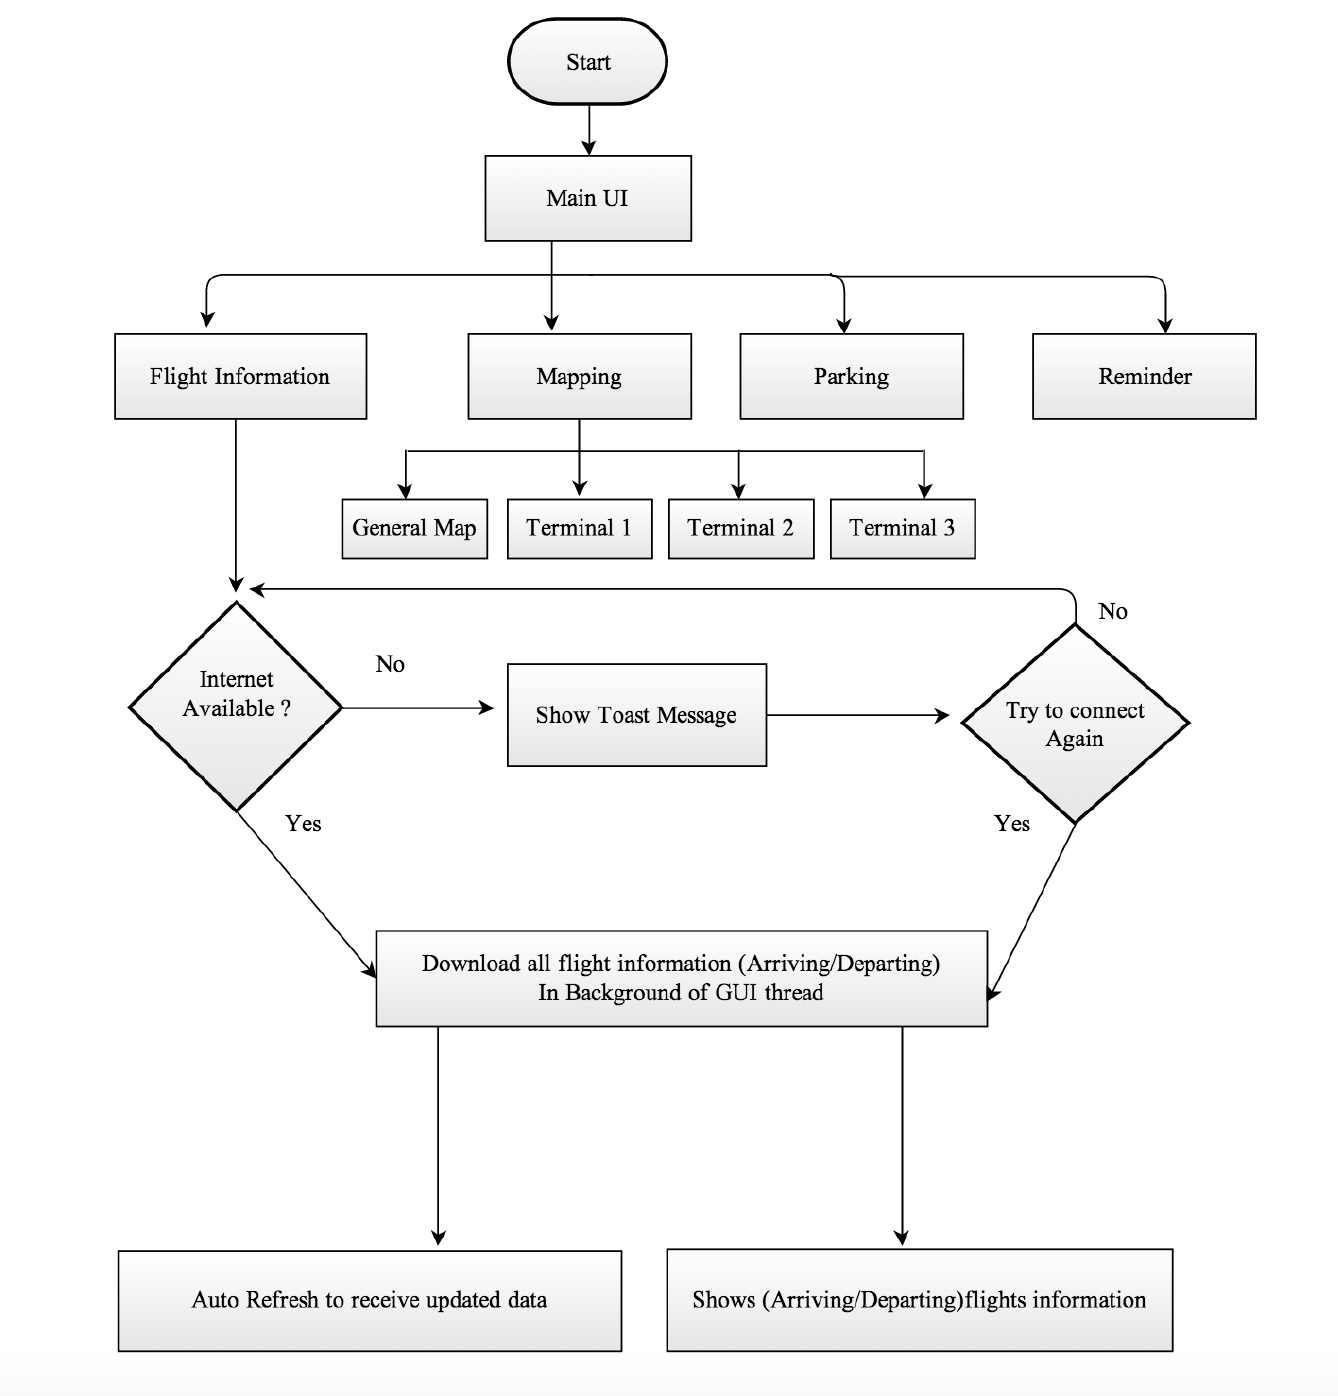 Start
Main UI
Flight Information
Mapping
Parking
Reminder
General Map
Terminal 1
Terminal 2
Terminal 3
No
Internet
Available ?
No
Show Toast Message
Try to connect
Again
Yes
Yes
Download all flight information (Arriving/Departing)
In Background of GUI thread
Auto Refresh to receive updated data
Shows (Arriving/Departing)flights information